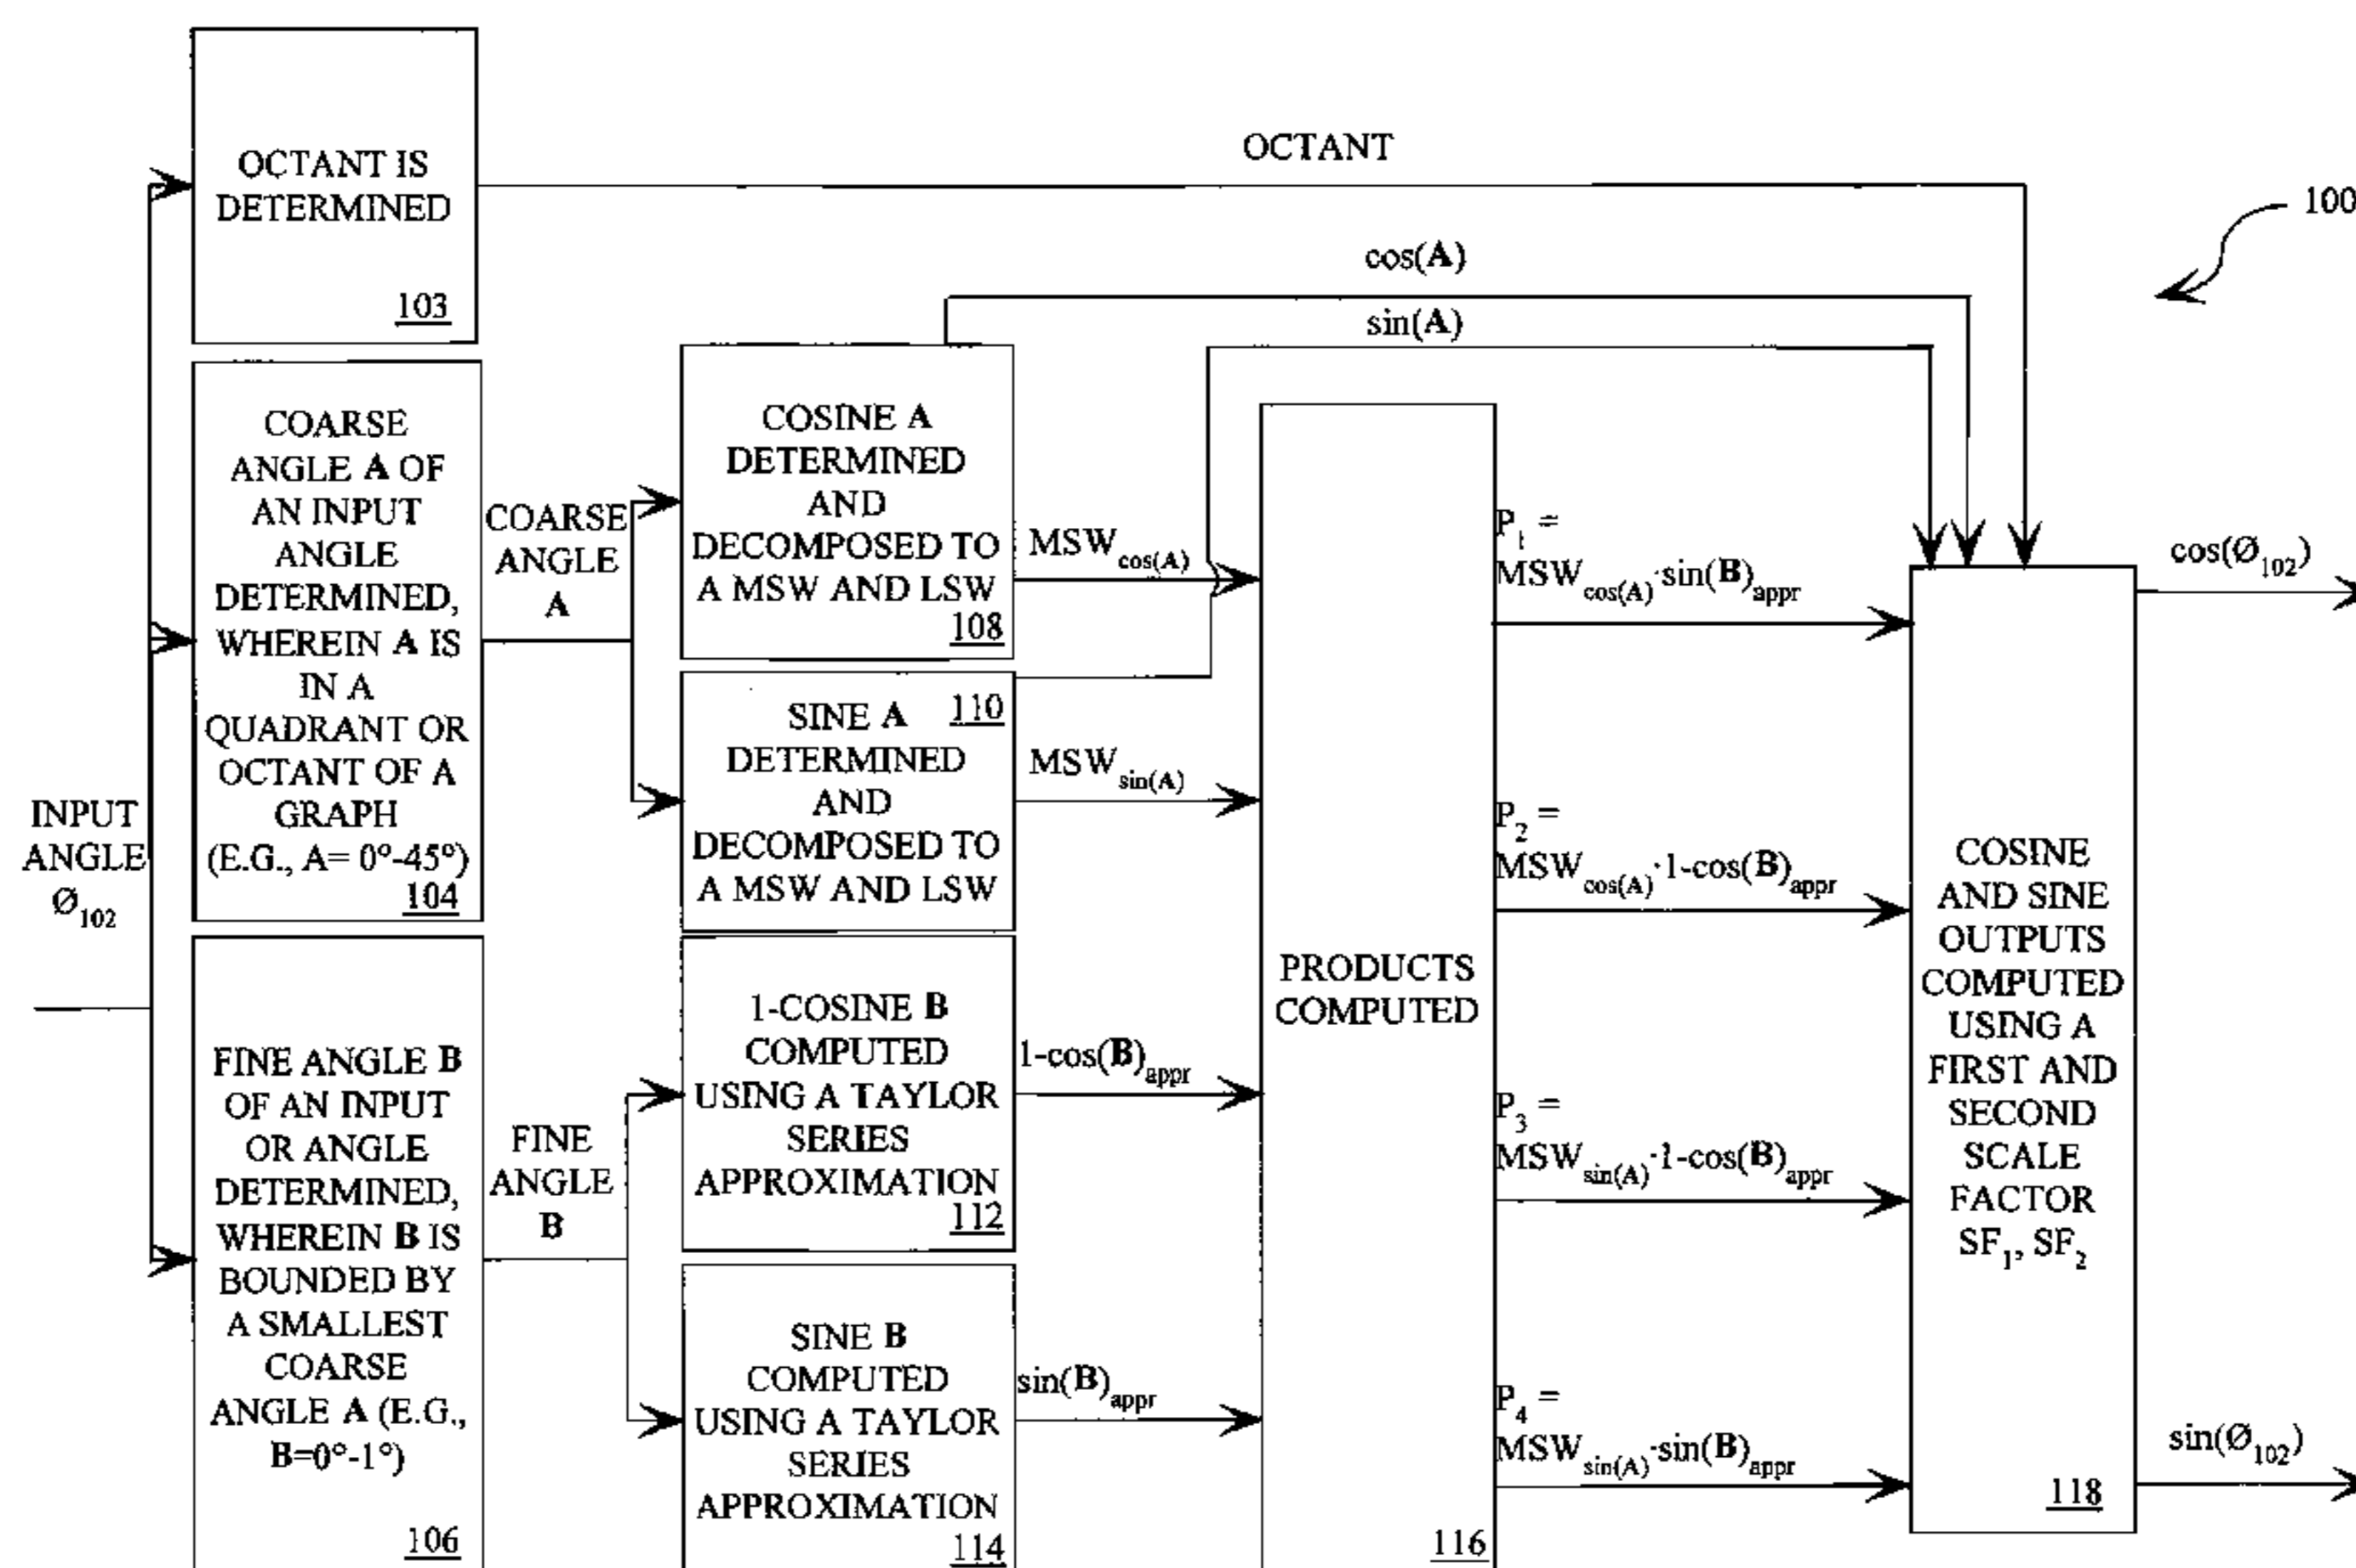 OCTANT IS
DETERMINED
103
OCTANT
100
cos(A)
sin(A)
INPUT
ANGLE
Ø102
COARSE
ANGLE A OF
AN INPUT
ANGLE
DETERMINED,
WHEREIN A IS
IN A
QUADRANT OR
OCTANT OF A
GRAPH
(E.G., A= 0°-45°)
104
COARSE
ANGLE
A
COSINE A
DETERMINED
AND
DECOMPOSED TO
A MSW AND LSW
108
MSWcos(A)
SINE A 110
DETERMINED
AND
DECOMPOSED TO
A MSW AND LSW
MSWsin(A)
FINE ANGLE B
OF AN INPUT
OR ANGLE
DETERMINED,
WHEREIN B IS
BOUNDED BY
A SMALLEST
COARSE
ANGLE A (E.G.,
B=0°-1°)
106
FINE
ANGLE
B
1-COSINE B
COMPUTED
USING A TAYLOR
SERIES
APPROXIMATION
112
1-cos(B)appr
SINE B
COMPUTED
USING A TAYLOR
SERIES
APPROXIMATION
114
sin(B)appr
PRODUCTS
COMPUTED
116
P1 =
MSWcos(A)·sin(B)appr
P2 =
MSWcos(A)·1-cos(B)appr
P3 =
MSWsin(A)·1-cos(B)appr
P4 =
MSWsin(A)·sin(B)appr
COSINE
AND SINE
OUTPUTS
COMPUTED
USING A
FIRST AND
SECOND
SCALE
FACTOR
SF1, SF2
118
cos(Ø102)
sin(Ø102)